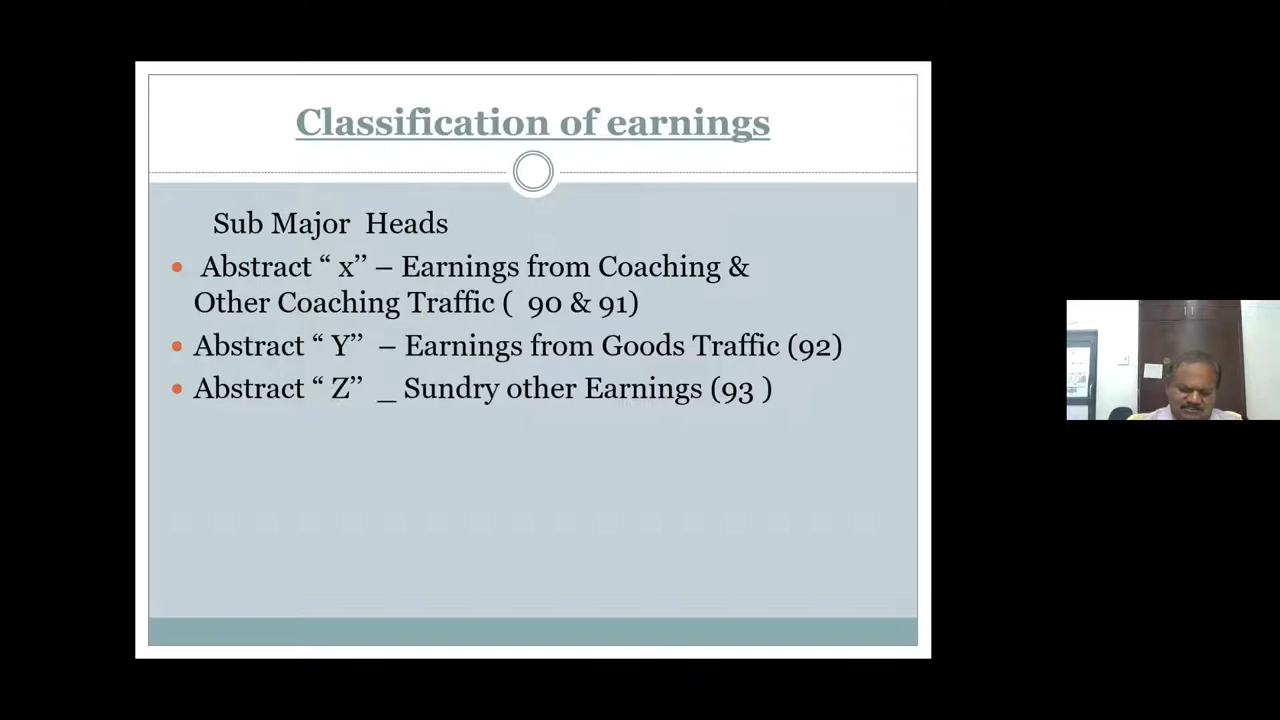 Classification of earnings
Sub Major Heads
Abstract “ x” – Earnings from Coaching &
Other Coaching Traffic ( 90 & 91)
Abstract “ Y” – Earnings from Goods Traffic (92)
Abstract “ Z” _ Sundry other Earnings (93 )